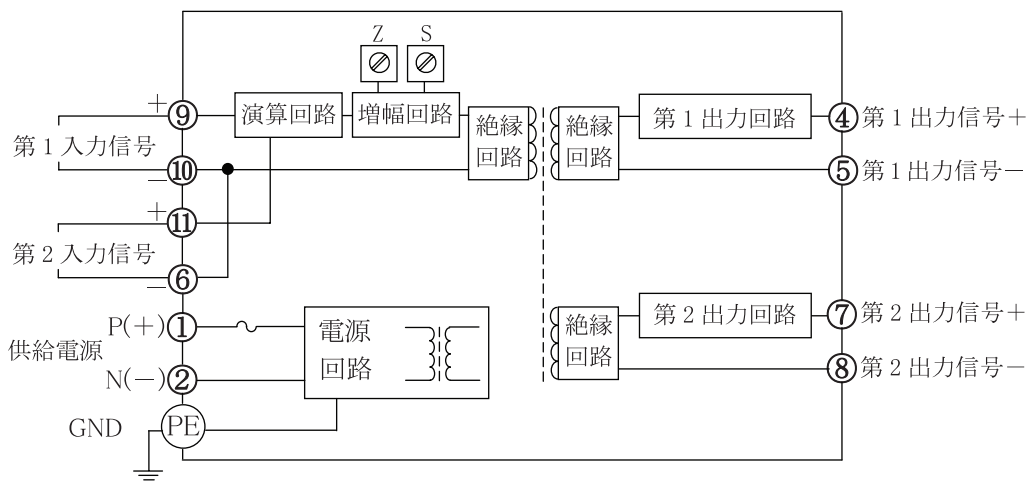 Z
S
+
⑨
演算回路
増幅回路
絶縁
回路
絶縁
回路
第1出力回路
④
第1出力信号+
第1入力信号
−
⑩
⑤
第1出力信号−
+
⑪
第2入力信号
−
⑥
P(+)
①
供給電源
N(−)
②
電源
回路
絶縁
回路
第2出力回路
⑦
第2出力信号+
⑧
第2出力信号−
GND
PE